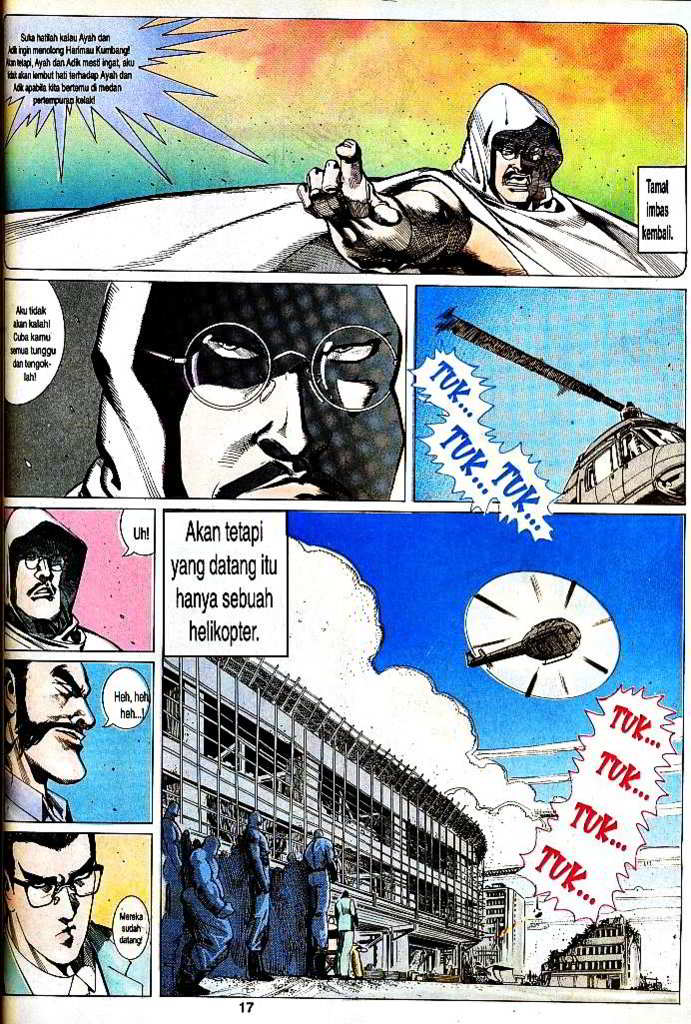 Suka hatilah kalau Ayah dan
Adik ingin menolong Harimau Kumbang!
Akan tetapi, Ayah dan Adik mesti ingat, aku
tidak akan lembut hati terhadap Ayah dan
Adik apabila kita bertemu di medan
pertempuran kelak!
Tamat
imbas
kembali.
Aku tidak
akan kalah!
Cuba kamu
semua tunggu
dan tengok-
lah!
TUK...
TUK...
TUK...
Uh!
Akan tetapi
yang datang itu
hanya sebuah
helikopter.
Heh, heh,
heh...!
Mereka
sudah
datang!
TUK...
TUK...
TUK...
TUK...
17